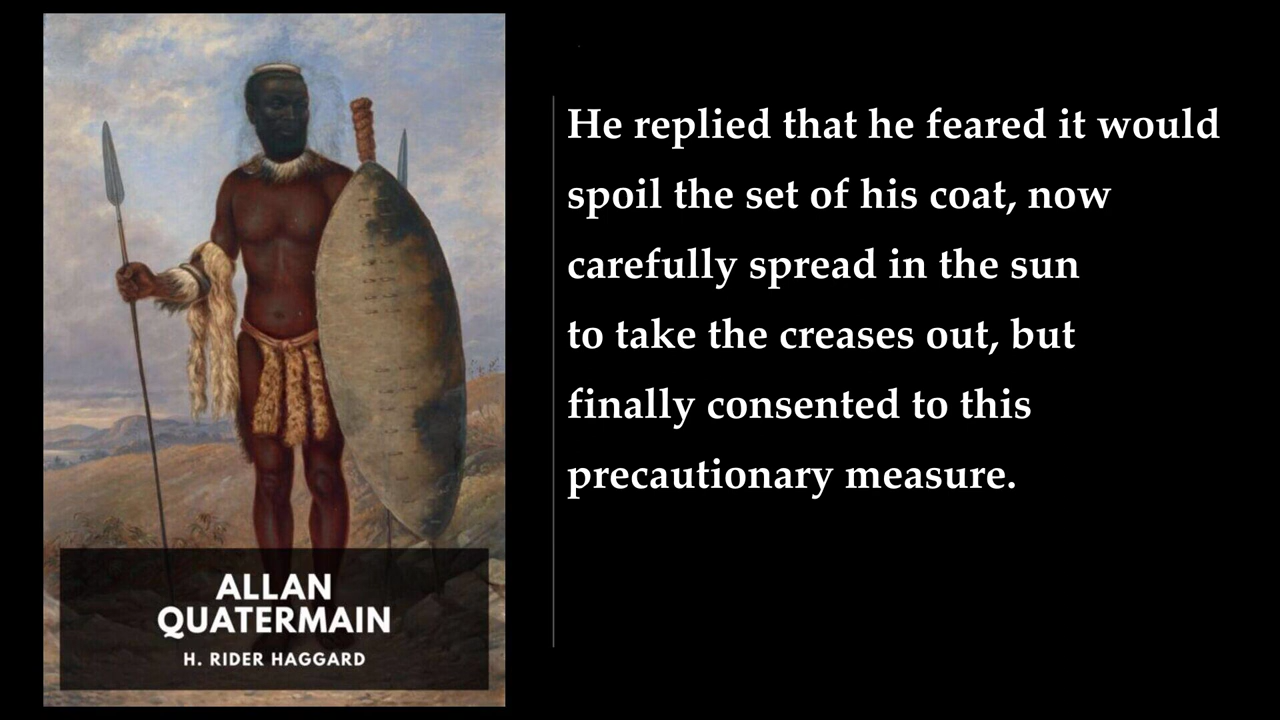 ALLAN
QUATERMAIN
H. RIDER HAGGARD
He replied that he feared it would
spoil the set of his coat, now
carefully spread in the sun
to take the creases out, but
finally consented to this
precautionary measure.